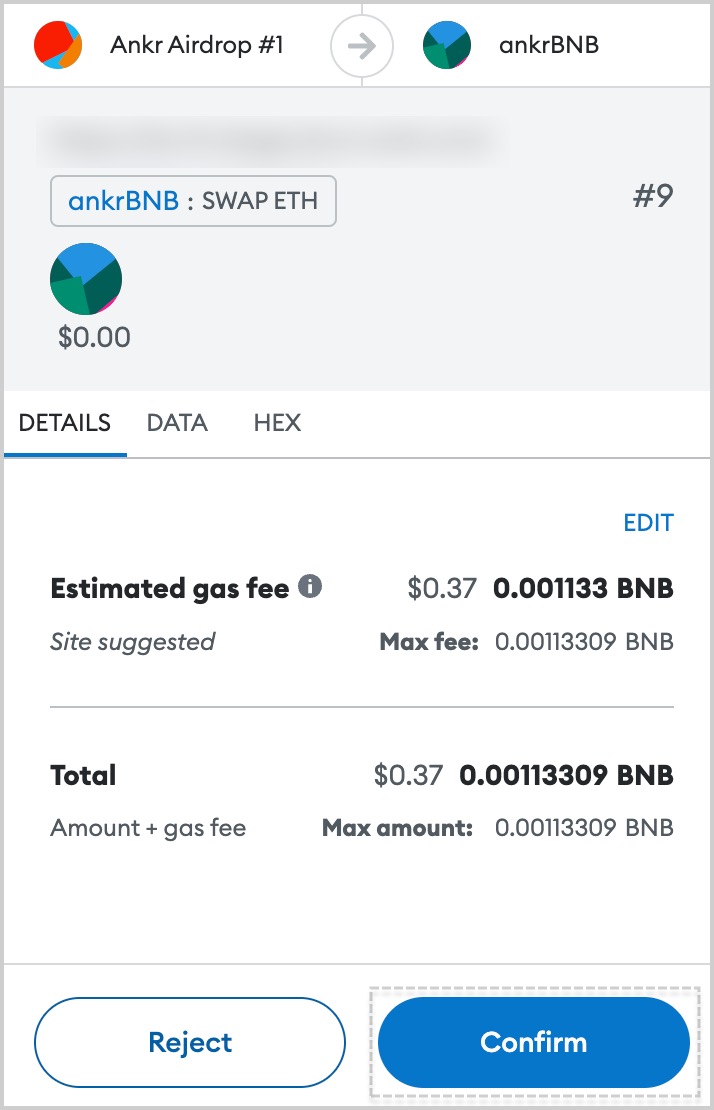 Ankr Airdrop #1 ankrBNB
ankrBNB : SWAP ETH #9
$0.00
DETAILS DATA HEX
EDIT
Estimated gas fee $0.37 0.001133 BNB
Site suggested Max fee: 0.00113309 BNB
Total $0.37 0.00113309 BNB
Amount + gas fee Max amount: 0.00113309 BNB
Reject Confirm